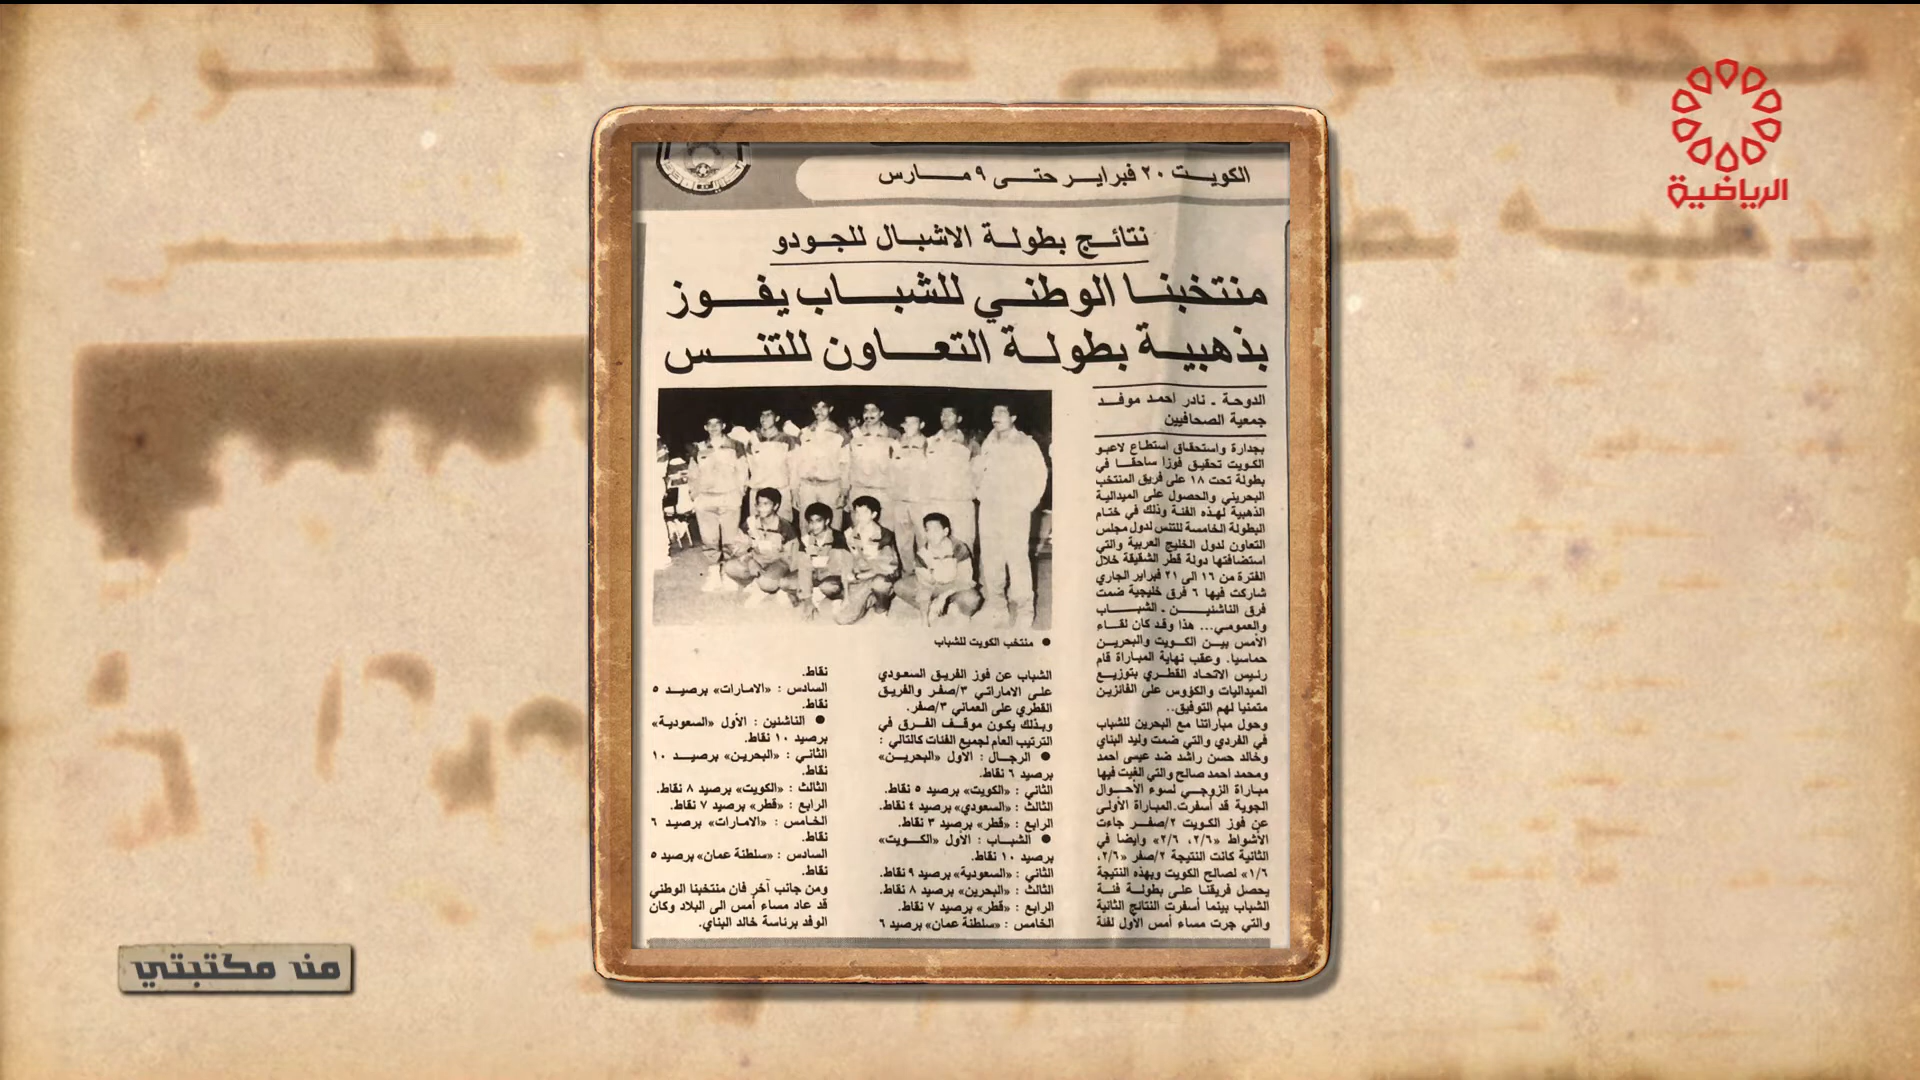 الرياضية
الكويت ٢٠ فبراير حتى ٩ مارس
نتائج بطولة الاشبال للجودو
منتخبنا الوطني للشباب يفوز
بذهبية بطولة التعاون للتنس
الدوحة - نادر احمد موفد
جمعية الصحافيين
بجدارة واستحقاق استطاع لاعبو
الكويت تحقيق فوزا ساحقا في
بطولة تحت ١٨ على فريق المنتخب
البحريني والحصول على الميدالية
الذهبية لهذه الفئة وذلك في ختام
البطولة الخامسة للتنس لدول مجلس
التعاون لدول الخليج العربية والتي
استضافتها دولة قطر الشقيقة خلال
الفترة من ١٦ الى ٢١ فبراير الجاري
شاركت فيها ٦ فرق خليجية ضمت
فرق الناشئين - الشباب
والعمومي... هذا وقد كان لقاء
الأمس بين الكويت والبحرين
حماسيا. وعقب نهاية المباراة قام
رئيس الاتحاد القطري بتوزيع
الميداليات والكؤوس على الفائزين
متمنيا لهم التوفيق..
وحول مباراتنا مع البحرين للشباب
في الفردي والتي ضمت وليد البناي
وخالد حسن راشد ضد عيسى احمد
ومحمد احمد صالح والتي الغيت فيها
مباراة الزوجي لسوء الأحوال
الجوية قد أسفرت المباراة الأولى
عن فوز الكويت ٢/صفر جاءت
الأشواط «٢/٦، ٢/٦» وايضا في
الثانية كانت النتيجة ٢/صفر «٢/٦،
١/٦» لصالح الكويت وبهذه النتيجة
يحصل فريقنا على بطولة فئة
الشباب بينما أسفرت النتائج الثانية
والتي جرت مساء أمس الأول لفئة
● منتخب الكويت للشباب
الشباب عن فوز الفريق السعودي
على الاماراتي ٣/صفر والفريق
القطري على العماني ٣/صفر.
وبذلك يكون موقف الفرق في
الترتيب العام لجميع الفئات كالتالي :
● الرجال : الأول «البحرين»
برصيد ٦ نقاط.
الثاني : «الكويت» برصيد ٥ نقاط.
الثالث : «السعودي» برصيد ٤ نقاط.
الرابع : «قطر» برصيد ٣ نقاط.
● الشباب : الأول «الكويت»
برصيد ١٠ نقاط.
الثاني : «السعودية» برصيد ٩ نقاط.
الثالث : «البحرين» برصيد ٨ نقاط.
الرابع : «قطر» برصيد ٧ نقاط.
الخامس : «سلطنة عمان» برصيد ٦
نقاط.
السادس : «الامارات» برصيد ٥
نقاط.
● الناشئين : الأول «السعودية»
برصيد ١٠ نقاط.
الثاني : «البحرين» برصيد ١٠
نقاط.
الثالث : «الكويت» برصيد ٨ نقاط.
الرابع : «قطر» برصيد ٧ نقاط.
الخامس : «الامارات» برصيد ٦
نقاط.
السادس : «سلطنة عمان» برصيد ٥
نقاط.
ومن جانب آخر فان منتخبنا الوطني
قد عاد مساء أمس الى البلاد وكان
الوفد برئاسة خالد البناي.
من مكتبتي